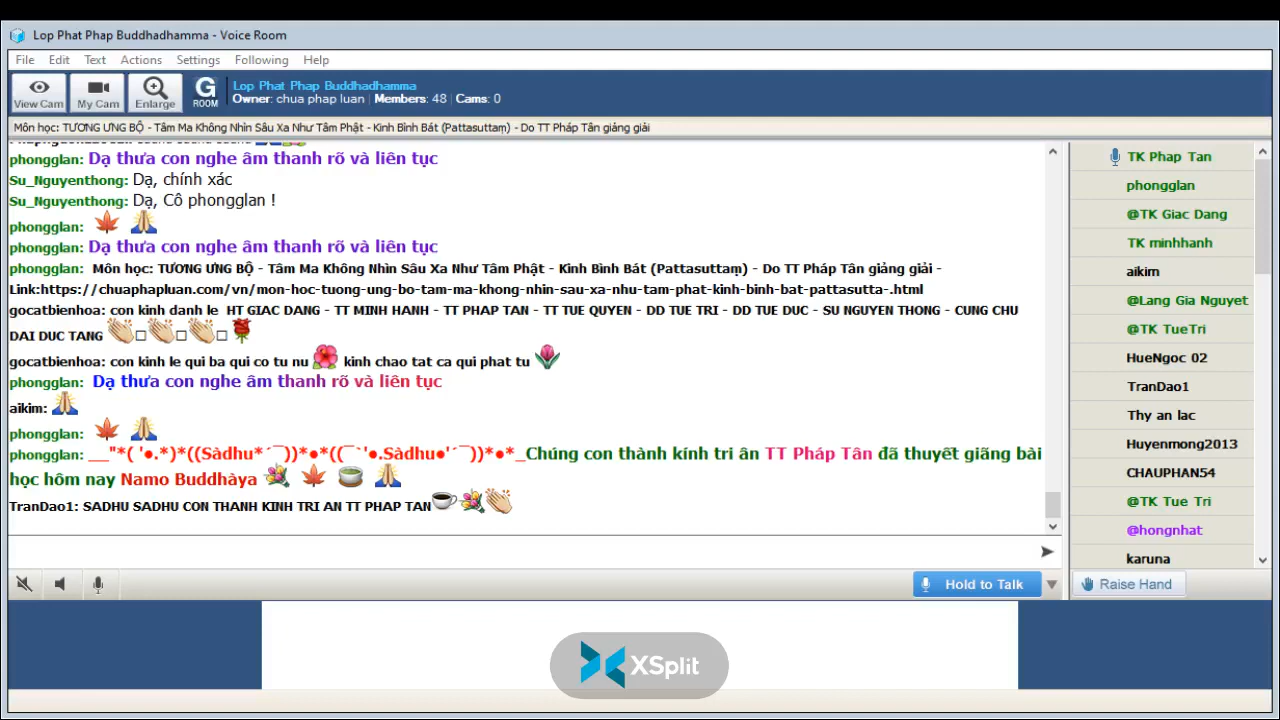 Lop Phat Phap Buddhadhamma - Voice Room
File Edit Text Actions Settings Following Help
View Cam My Cam Enlarge G ROOM
Lop Phat Phap Buddhadhamma
Owner: chua phap luan | Members: 48 | Cams: 0
Môn học: TƯƠNG ƯNG BỘ - Tâm Ma Không Nhìn Sâu Xa Như Tâm Phật - Kinh Bình Bát (Pattasuttaṃ) - Do TT Pháp Tân giảng giải
phongglan: Dạ thưa con nghe âm thanh rõ và liên tục
Su_Nguyenthong: Dạ, chính xác
Su_Nguyenthong: Dạ, Cô phongglan !
phongglan: 🍁 🙏
phongglan: Dạ thưa con nghe âm thanh rõ và liên tục
phongglan: Môn học: TƯƠNG ƯNG BỘ - Tâm Ma Không Nhìn Sâu Xa Như Tâm Phật - Kinh Bình Bát (Pattasuttaṃ) - Do TT Pháp Tân giảng giải -
Link:https://chuaphapluan.com/vn/mon-hoc-tuong-ung-bo-tam-ma-khong-nhin-sau-xa-nhu-tam-phat-kinh-binh-bat-pattasutta-.html
gocatbienhoa: con kinh danh le HT GIAC DANG - TT MINH HANH - TT PHAP TAN - TT TUE QUYEN - DD TUE TRI - DD TUE DUC - SU NGUYEN THONG - CUNG CHU
DAI DUC TANG 👏□👏□👏□🌹
gocatbienhoa: con kinh le qui ba qui co tu nu 🌺 kinh chao tat ca qui phat tu 🌷
phongglan: Dạ thưa con nghe âm thanh rõ và liên tục
aikim: 🙏
phongglan: 🍁 🙏
phongglan: __"*( '●.*)*((Sàdhu*´¯))*●*((¯`'●.Sàdhu●'´¯))*●*_Chúng con thành kính tri ân TT Pháp Tân đã thuyết giãng bài
học hôm nay Namo Buddhàya 💐 🍁 🍵 🙏
TranDao1: SADHU SADHU CON THANH KINH TRI AN TT PHAP TAN☕💐👏
TK Phap Tan
phongglan
@TK Giac Dang
TK minhhanh
aikim
@Lang Gia Nguyet
@TK TueTri
HueNgoc 02
TranDao1
Thy an lac
Huyenmong2013
CHAUPHAN54
@TK Tue Tri
@hongnhat
karuna
Hold to Talk
Raise Hand
XSplit